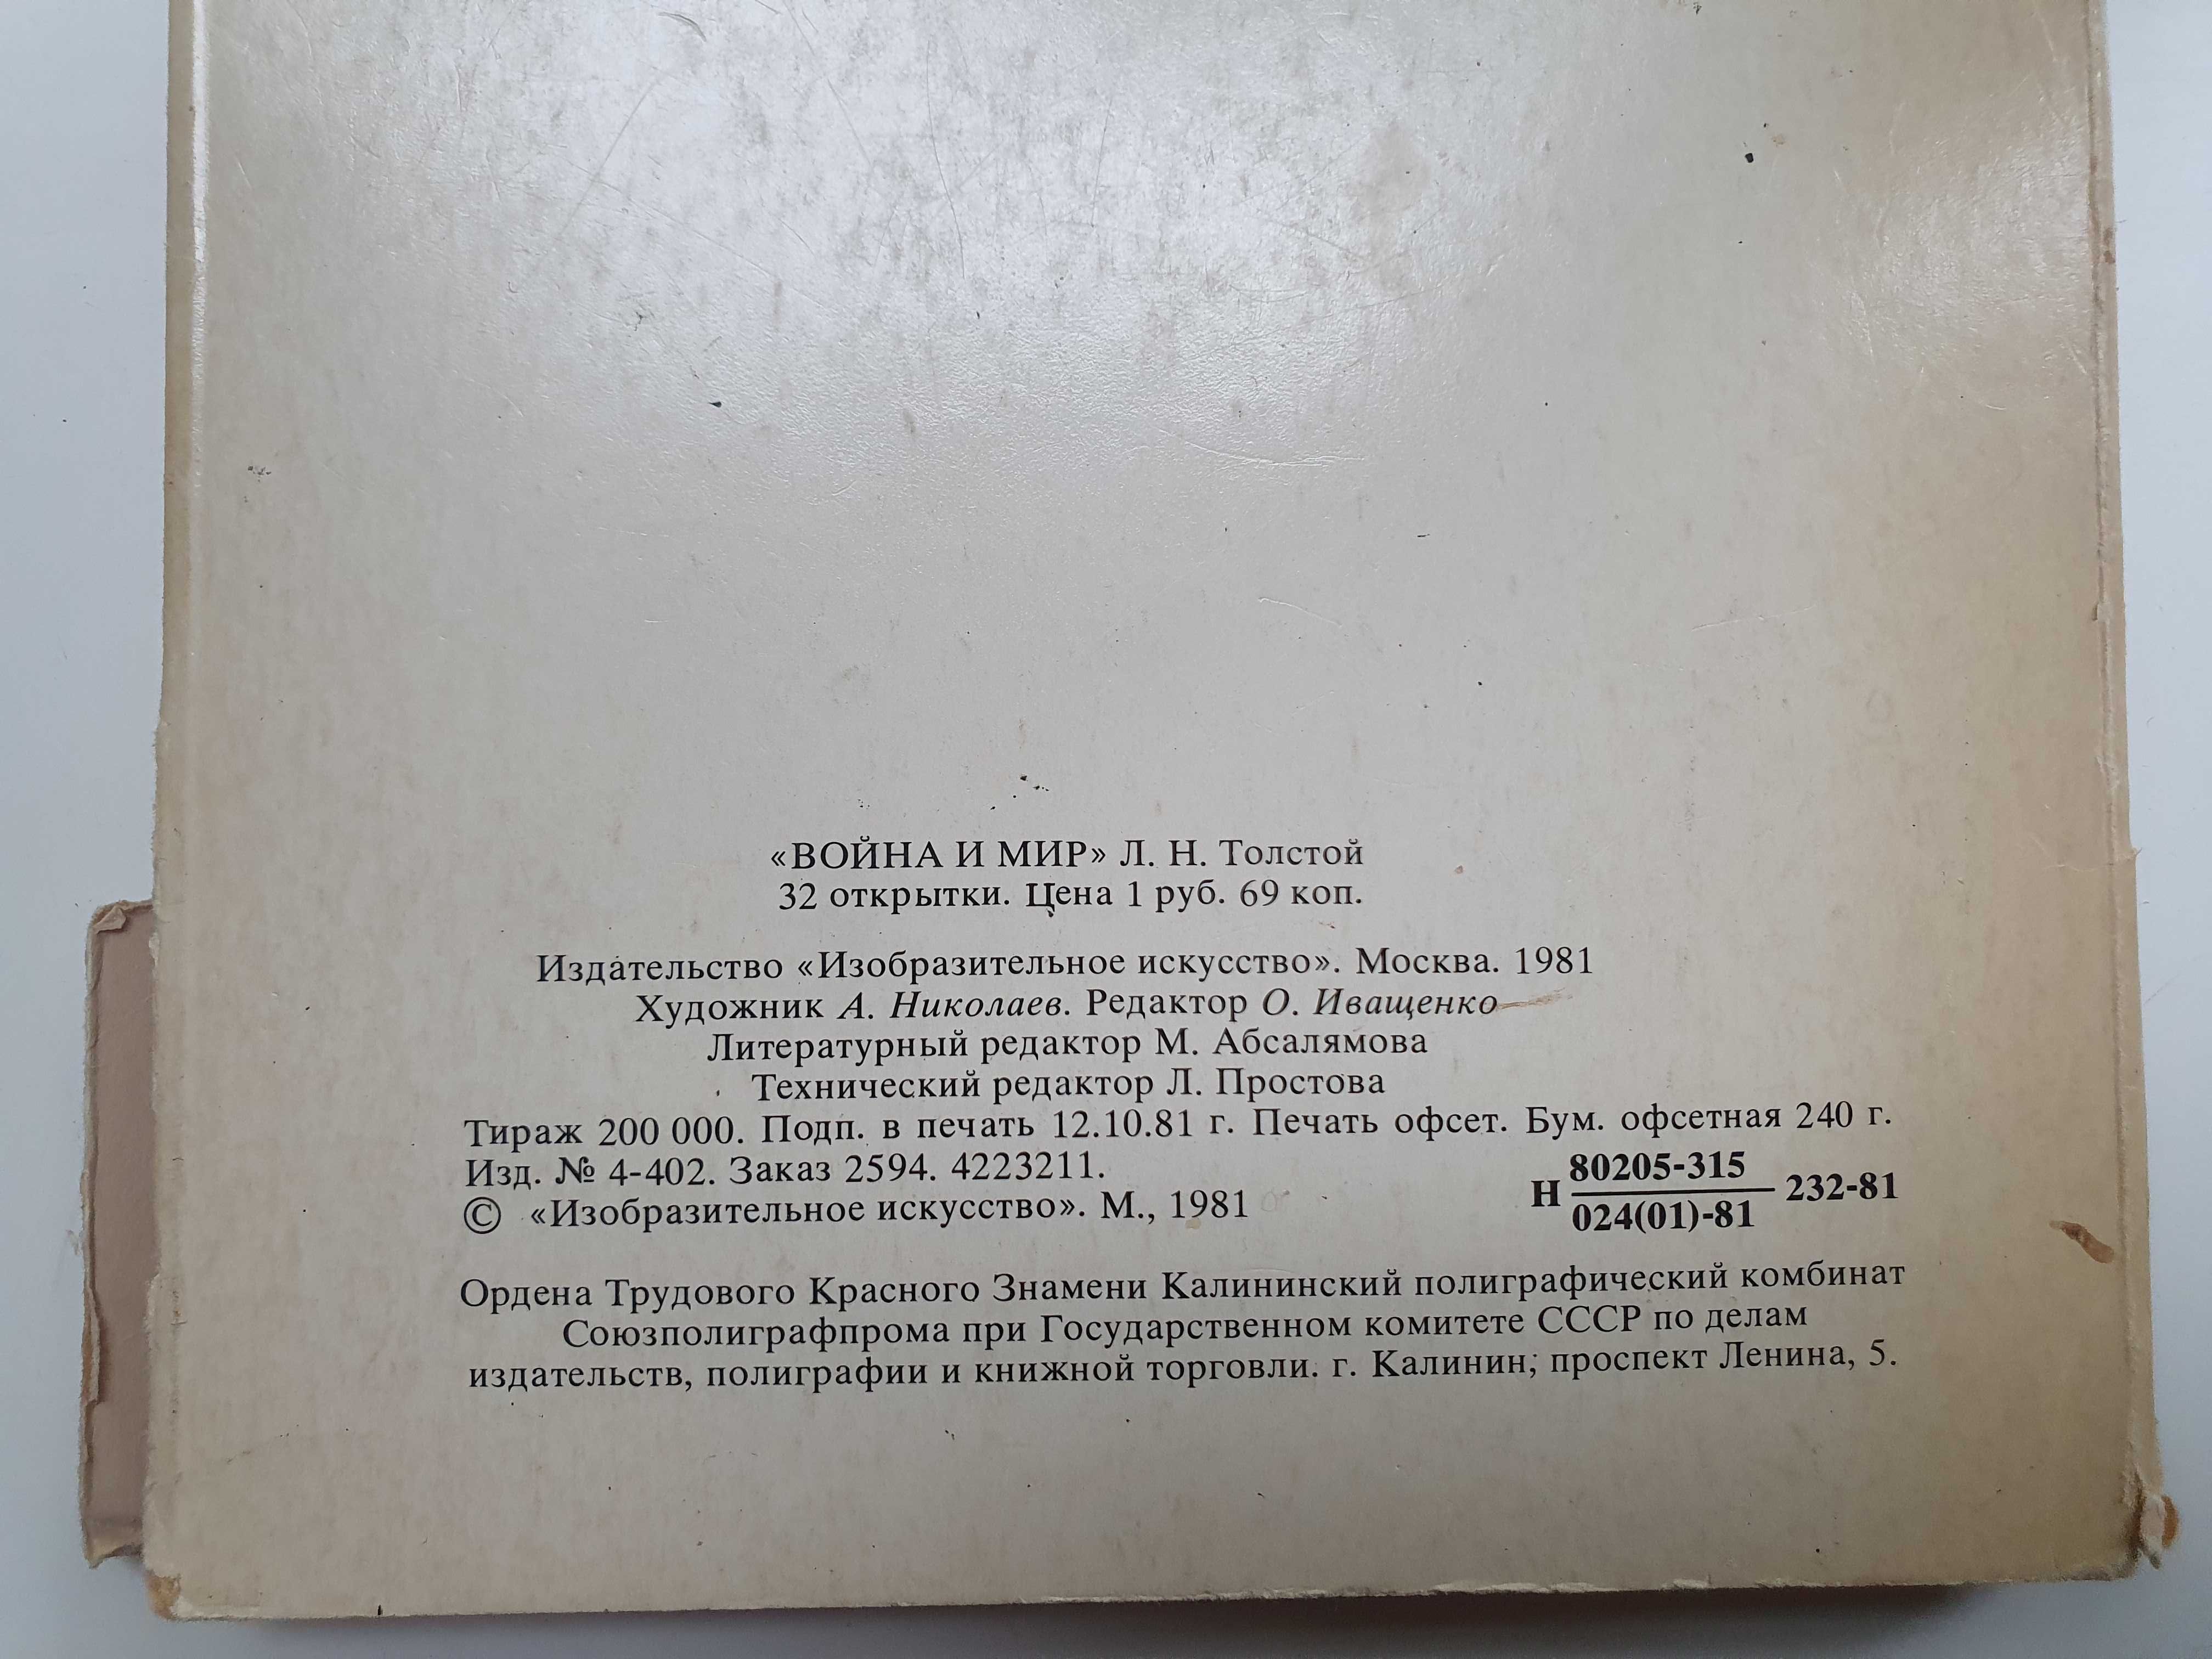 «ВОЙНА И МИР» Л. Н. Толстой
32 открытки. Цена 1 руб. 69 коп.
Издательство «Изобразительное искусство». Москва. 1981
Художник А. Николаев. Редактор О. Иващенко
Литературный редактор М. Абсалямова
Технический редактор Л. Простова
Тираж 200 000. Подп. в печать 12.10.81 г. Печать офсет. Бум. офсетная 240 г.
Изд. № 4-402. Заказ 2594. 4223211.
© «Изобразительное искусство». М., 1981
Н 80205-315 232-81
024(01)-81
Ордена Трудового Красного Знамени Калининский полиграфический комбинат
Союзполиграфпрома при Государственном комитете СССР по делам
издательств, полиграфии и книжной торговли. г. Калинин, проспект Ленина, 5.